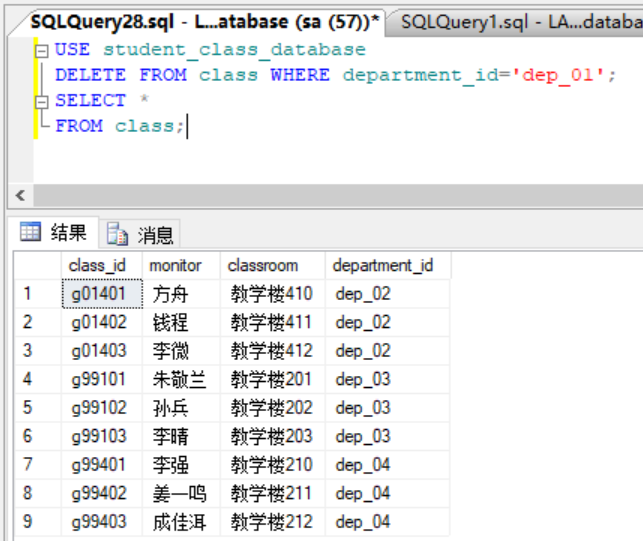 SQLQuery28.sql - L...atabase (sa (57))* SQLQuery1.sql - LA...databa
USE student_class_database
DELETE FROM class WHERE department_id='dep_01';
SELECT *
FROM class;
结果 消息
class_id monitor classroom department_id
1 g01401 方舟 教学楼410 dep_02
2 g01402 钱程 教学楼411 dep_02
3 g01403 李微 教学楼412 dep_02
4 g99101 朱敬兰 教学楼201 dep_03
5 g99102 孙兵 教学楼202 dep_03
6 g99103 李晴 教学楼203 dep_03
7 g99401 李强 教学楼210 dep_04
8 g99402 姜一鸣 教学楼211 dep_04
9 g99403 成佳洱 教学楼212 dep_04